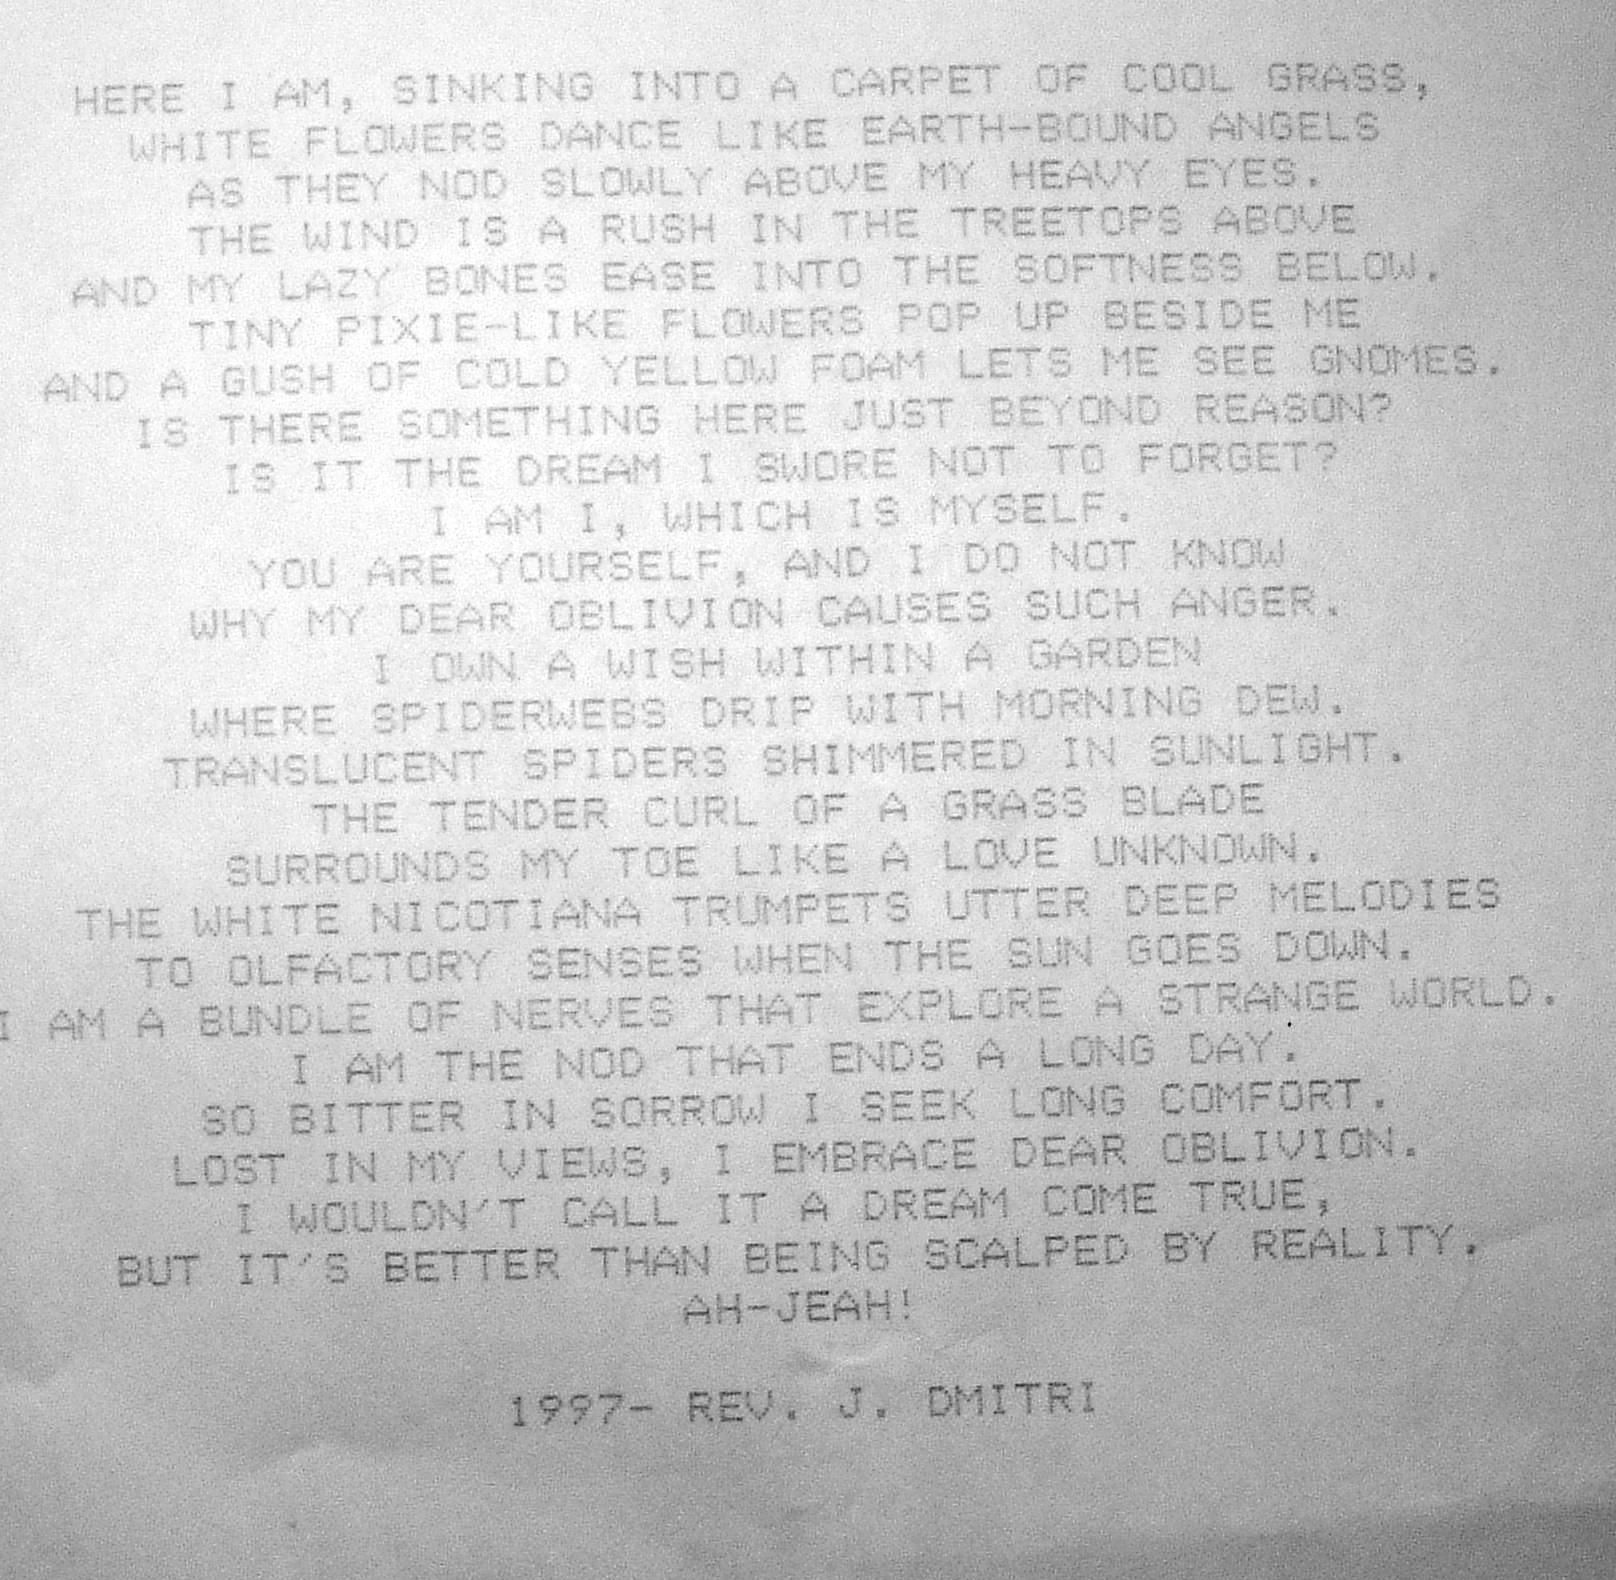 HERE I AM, SINKING INTO A CARPET OF COOL GRASS,
WHITE FLOWERS DANCE LIKE EARTH-BOUND ANGELS
AS THEY NOD SLOWLY ABOVE MY HEAVY EYES.
THE WIND IS A RUSH IN THE TREETOPS ABOVE
AND MY LAZY BONES EASE INTO THE SOFTNESS BELOW.
TINY PIXIE-LIKE FLOWERS POP UP BESIDE ME
AND A GUSH OF COLD YELLOW FOAM LETS ME SEE GNOMES.
IS THERE SOMETHING HERE JUST BEYOND REASON?
IS IT THE DREAM I SWORE NOT TO FORGET?
I AM I, WHICH IS MYSELF.
YOU ARE YOURSELF, AND I DO NOT KNOW
WHY MY DEAR OBLIVION CAUSES SUCH ANGER.
I OWN A WISH WITHIN A GARDEN
WHERE SPIDERWEBS DRIP WITH MORNING DEW.
TRANSLUCENT SPIDERS SHIMMERED IN SUNLIGHT.
THE TENDER CURL OF A GRASS BLADE
SURROUNDS MY TOE LIKE A LOVE UNKNOWN.
THE WHITE NICOTIANA TRUMPETS UTTER DEEP MELODIES
TO OLFACTORY SENSES WHEN THE SUN GOES DOWN.
I AM A BUNDLE OF NERVES THAT EXPLORE A STRANGE WORLD.
I AM THE NOD THAT ENDS A LONG DAY.
SO BITTER IN SORROW I SEEK LONG COMFORT.
LOST IN MY VIEWS, I EMBRACE DEAR OBLIVION.
I WOULDN'T CALL IT A DREAM COME TRUE,
BUT IT'S BETTER THAN BEING SCALPED BY REALITY.
AH-JEAH!
1997- REV. J. DMITRI